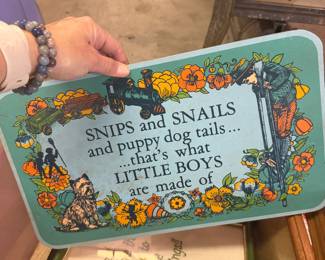 SNIPS and SNAILS
and puppy dog tails...
...that's what
LITTLE BOYS
are made of